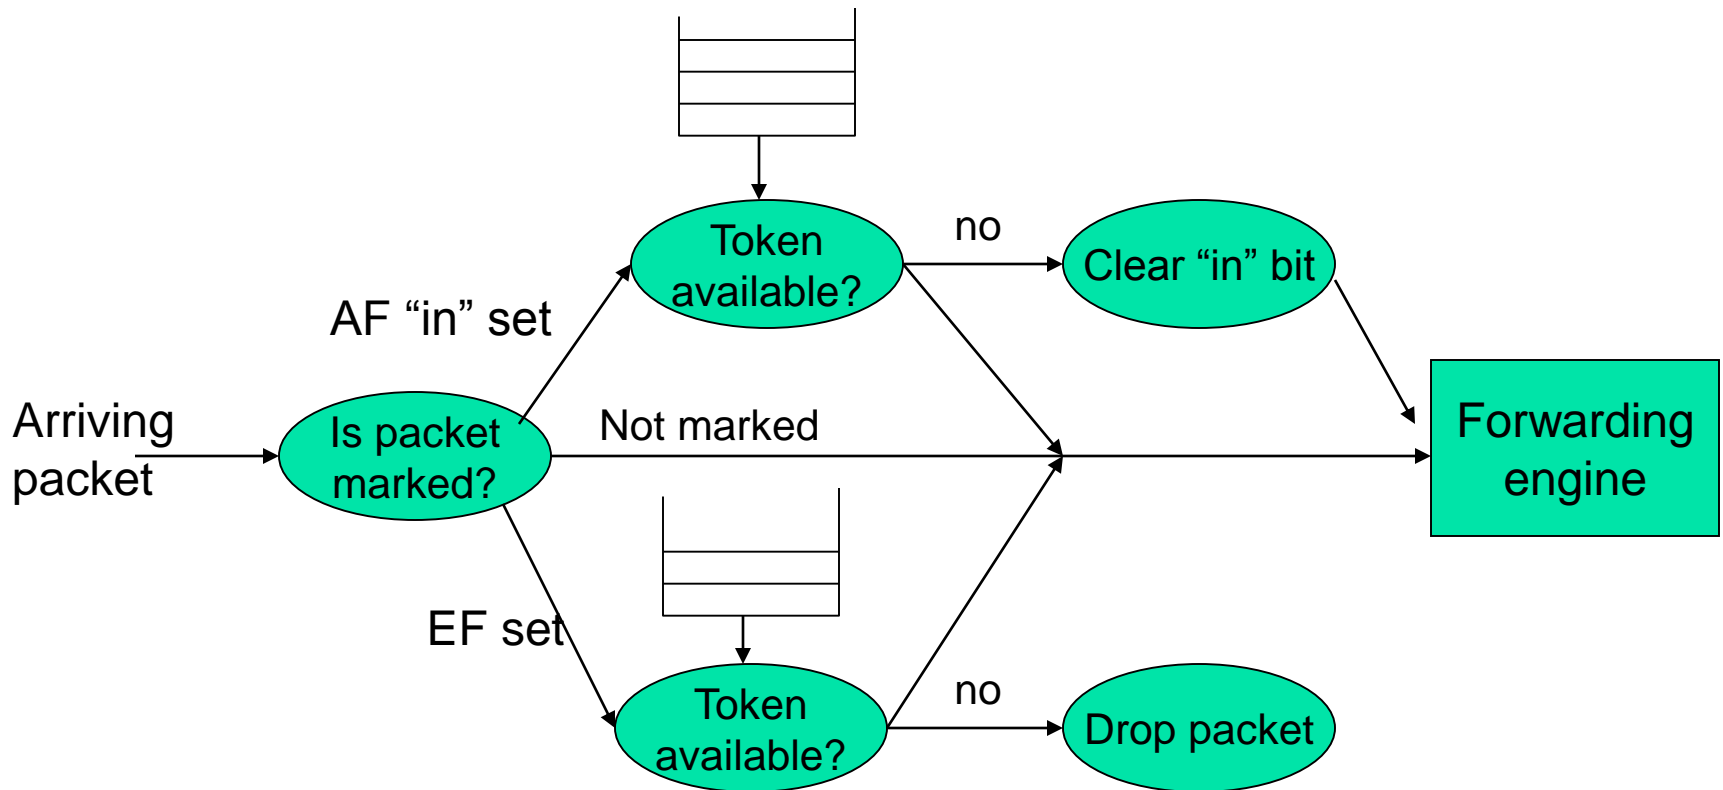 Token
available?
no
Clear “in” bit
AF “in” set
Arriving
packet
Is packet
marked?
Not marked
Forwarding
engine
EF set
Token
available?
no
Drop packet